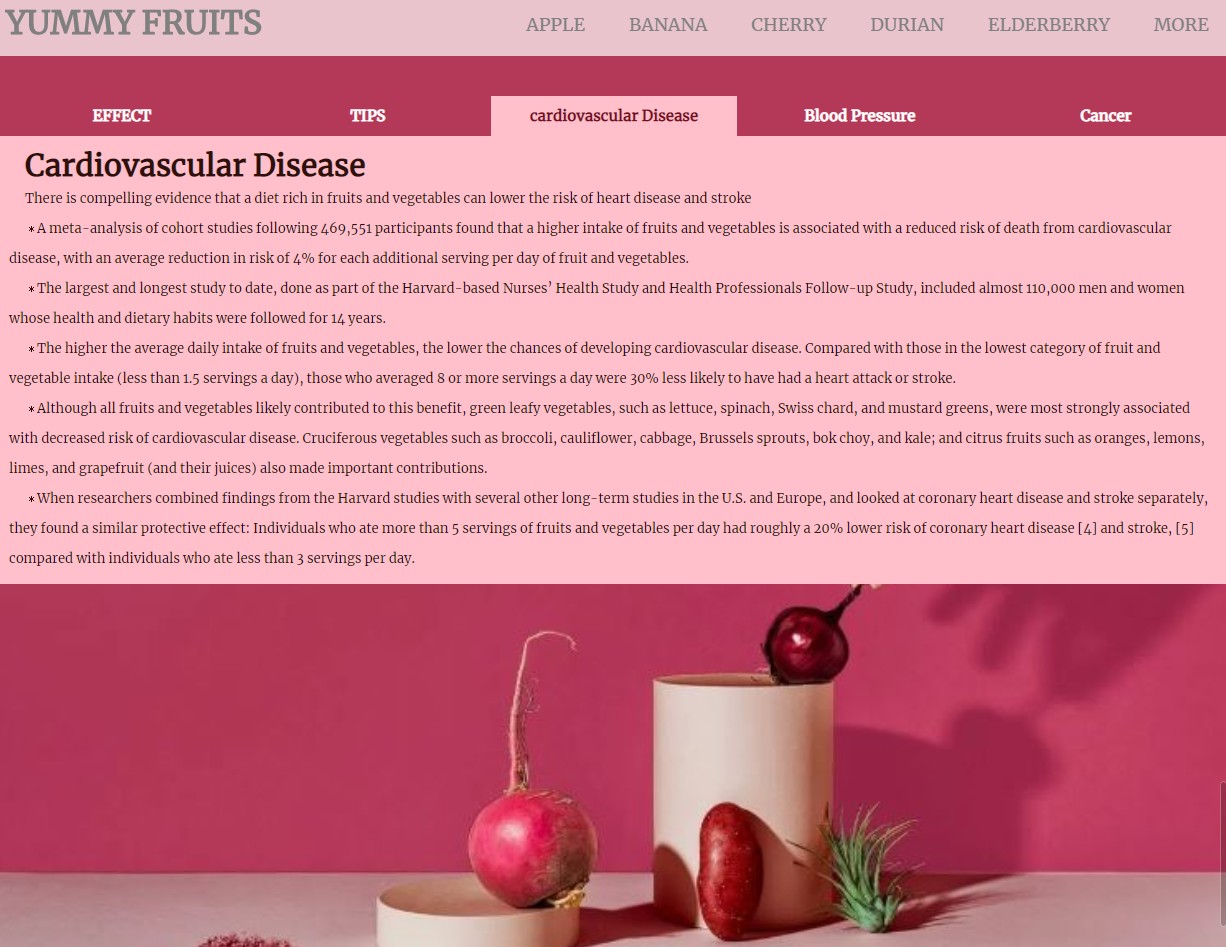 YUMMY FRUITS
APPLE BANANA CHERRY DURIAN ELDERBERRY MORE
EFFECT TIPS cardiovascular Disease Blood Pressure Cancer
Cardiovascular Disease
There is compelling evidence that a diet rich in fruits and vegetables can lower the risk of heart disease and stroke
*A meta-analysis of cohort studies following 469,551 participants found that a higher intake of fruits and vegetables is associated with a reduced risk of death from cardiovascular
disease, with an average reduction in risk of 4% for each additional serving per day of fruit and vegetables.
*The largest and longest study to date, done as part of the Harvard-based Nurses’ Health Study and Health Professionals Follow-up Study, included almost 110,000 men and women
whose health and dietary habits were followed for 14 years.
*The higher the average daily intake of fruits and vegetables, the lower the chances of developing cardiovascular disease. Compared with those in the lowest category of fruit and
vegetable intake (less than 1.5 servings a day), those who averaged 8 or more servings a day were 30% less likely to have had a heart attack or stroke.
*Although all fruits and vegetables likely contributed to this benefit, green leafy vegetables, such as lettuce, spinach, Swiss chard, and mustard greens, were most strongly associated
with decreased risk of cardiovascular disease. Cruciferous vegetables such as broccoli, cauliflower, cabbage, Brussels sprouts, bok choy, and kale; and citrus fruits such as oranges, lemons,
limes, and grapefruit (and their juices) also made important contributions.
*When researchers combined findings from the Harvard studies with several other long-term studies in the U.S. and Europe, and looked at coronary heart disease and stroke separately,
they found a similar protective effect: Individuals who ate more than 5 servings of fruits and vegetables per day had roughly a 20% lower risk of coronary heart disease [4] and stroke, [5]
compared with individuals who ate less than 3 servings per day.